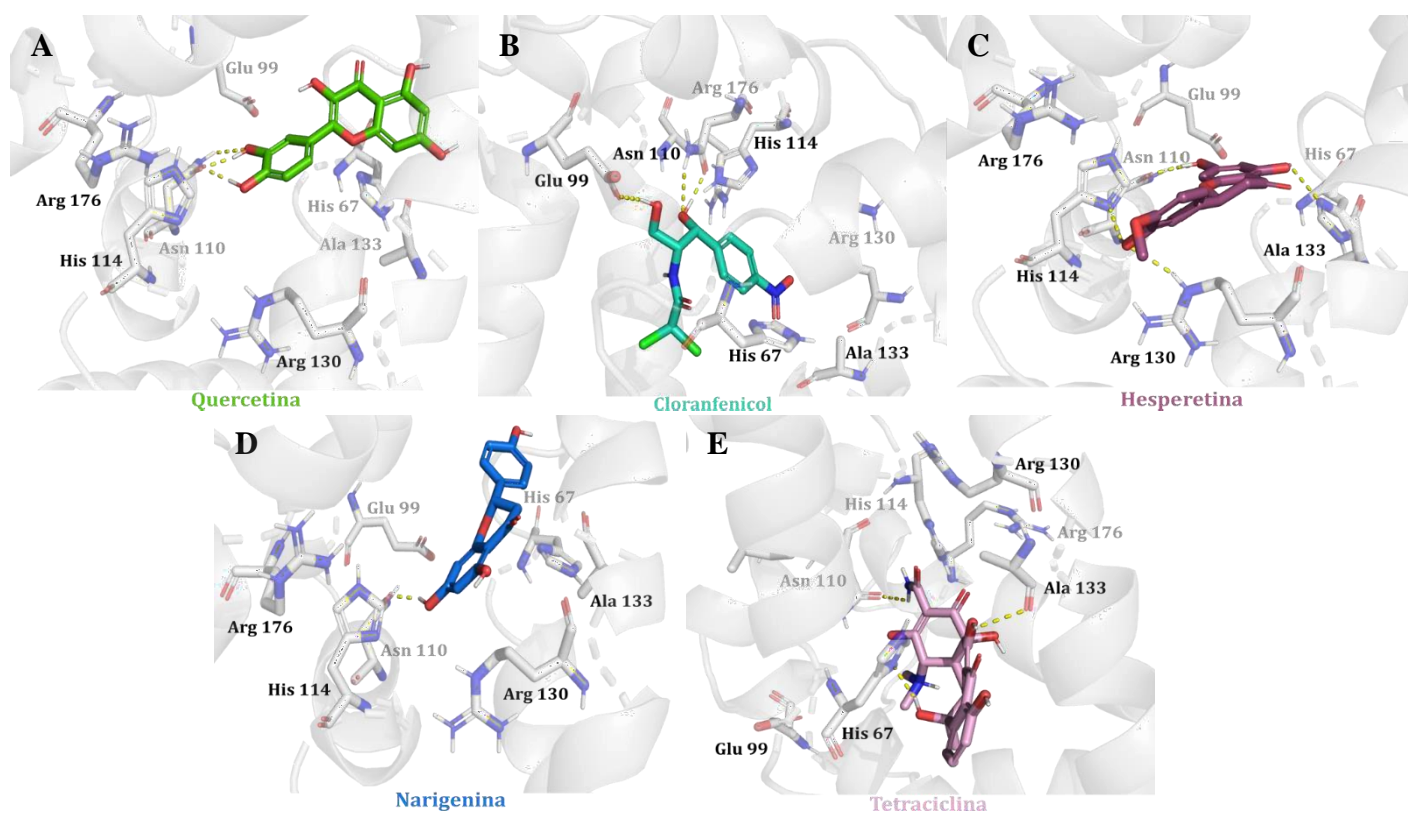 A
Glu 99
Arg 176
His 67
Asn 110
Ala 133
His 114
Arg 130
Quercetina
B
Arg 176
Asn 110
His 114
Glu 99
Arg 130
His 67
Ala 133
Cloranfenicol
C
Glu 99
Arg 176
Asn 110
His 67
His 114
Ala 133
Arg 130
Hesperetina
D
Glu 99
His 67
Ala 133
Arg 176
Asn 110
His 114
Arg 130
Narigenina
E
Arg 130
His 114
Arg 176
Asn 110
Ala 133
His 67
Glu 99
Tetraciclina